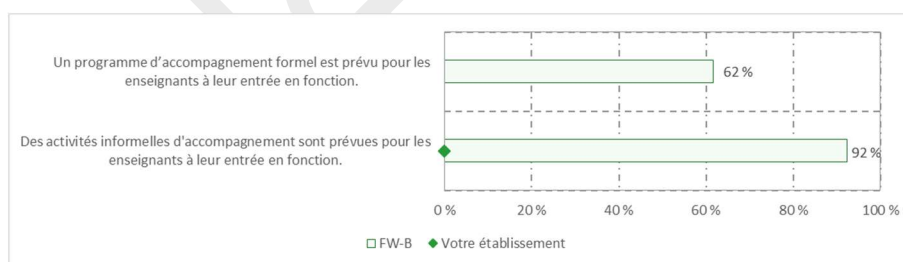 Un programme d’accompagnement formel est prévu pour les
enseignants à leur entrée en fonction.
62 %
Des activités informelles d'accompagnement sont prévues pour les
enseignants à leur entrée en fonction.
92 %
0 % 20 % 40 % 60 % 80 % 100 %
FW-B Votre établissement